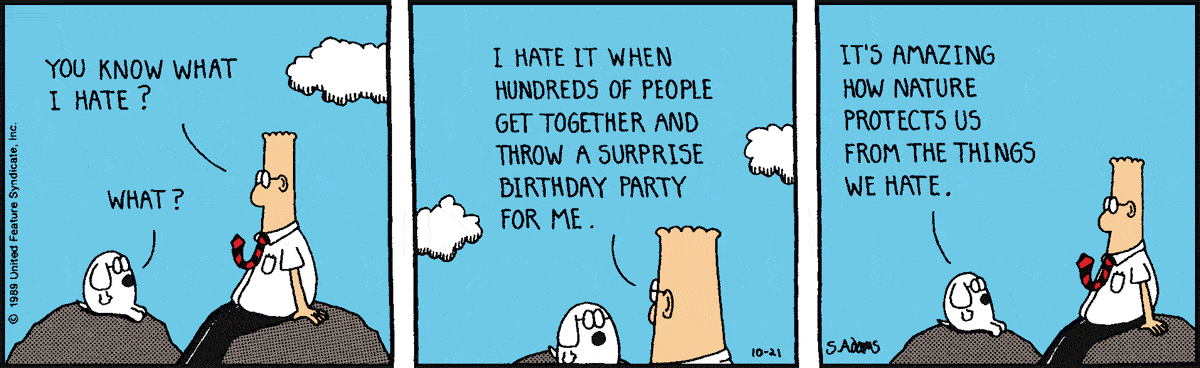 YOU KNOW WHAT
I HATE?
WHAT?
© 1989 United Feature Syndicate, Inc.
I HATE IT WHEN
HUNDREDS OF PEOPLE
GET TOGETHER AND
THROW A SURPRISE
BIRTHDAY PARTY
FOR ME.
10-21
IT'S AMAZING
HOW NATURE
PROTECTS US
FROM THE THINGS
WE HATE.
S.ADAMS